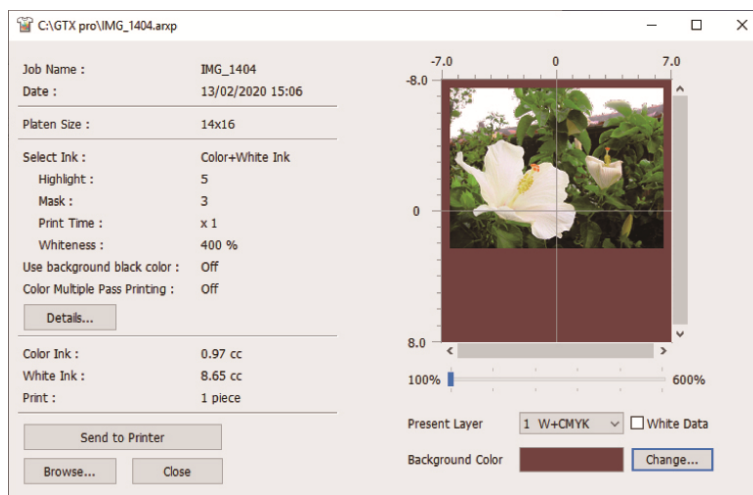 C:\GTX pro\IMG_1404.arxp
Job Name : IMG_1404
Date : 13/02/2020 15:06
Platen Size : 14x16
Select Ink : Color+White Ink
Highlight : 5
Mask : 3
Print Time : x 1
Whiteness : 400 %
Use background black color : Off
Color Multiple Pass Printing : Off
Details...
Color Ink : 0.97 cc
White Ink : 8.65 cc
Print : 1 piece
Send to Printer
Browse... Close
-7.0 0 7.0
-8.0
0
8.0
100% 600%
Present Layer 1 W+CMYK White Data
Background Color Change...